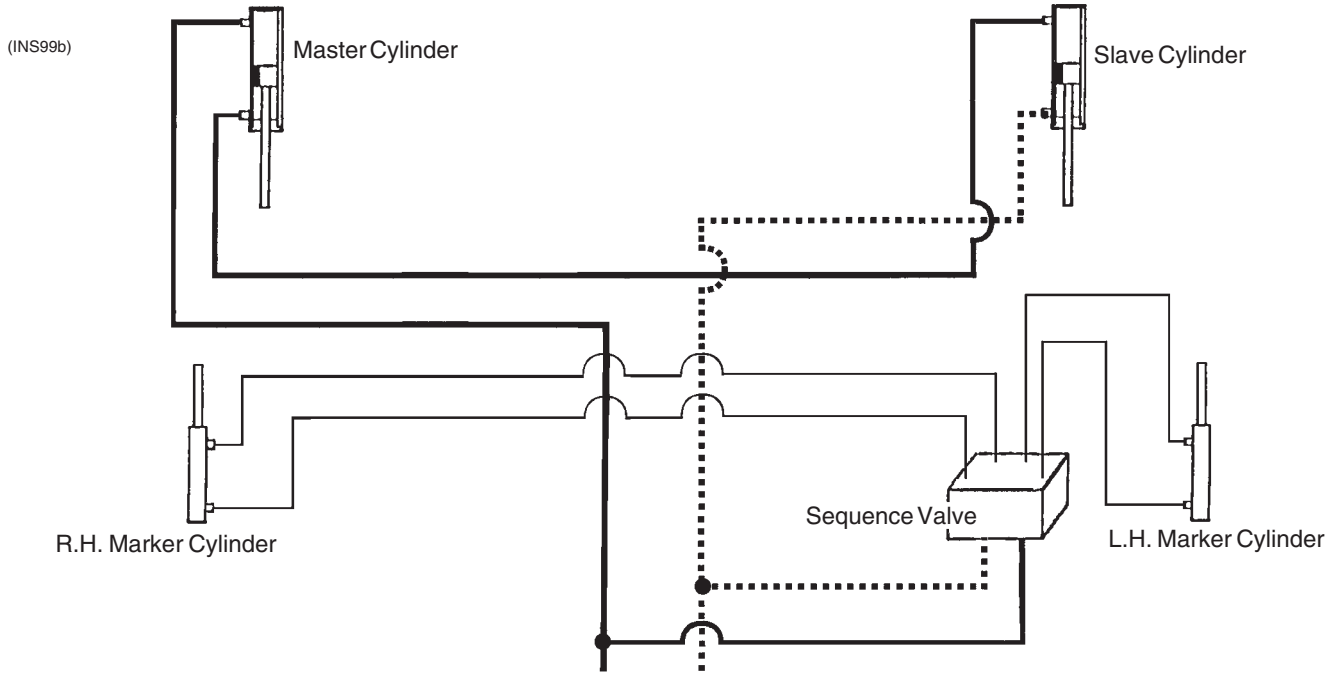 (INS99b)
Master Cylinder
Slave Cylinder
Sequence Valve
R.H. Marker Cylinder
L.H. Marker Cylinder